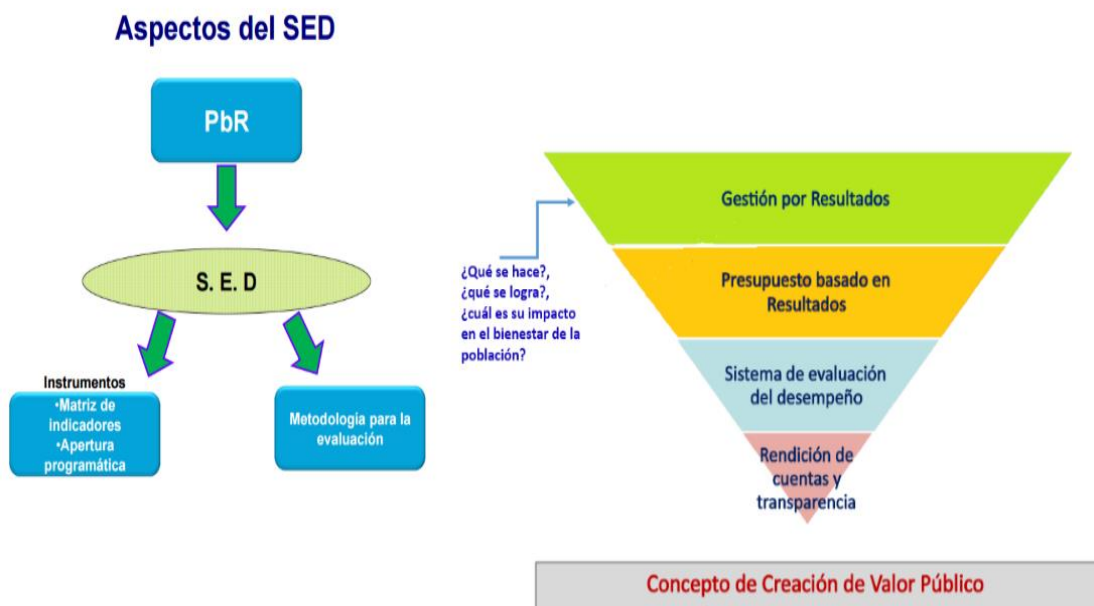 Aspectos del SED
PbR
S. E. D
Instrumentos
•Matriz de
indicadores
•Apertura
programática
Metodologia para la
evaluación
¿Qué se hace?,
¿qué se logra?,
¿cuál es su impacto
en el bienestar de la
población?
Gestión por Resultados
Presupuesto basado en
Resultados
Sistema de evaluación
del desempeño
Rendición de
cuentas y
transparencia
Concepto de Creación de Valor Público